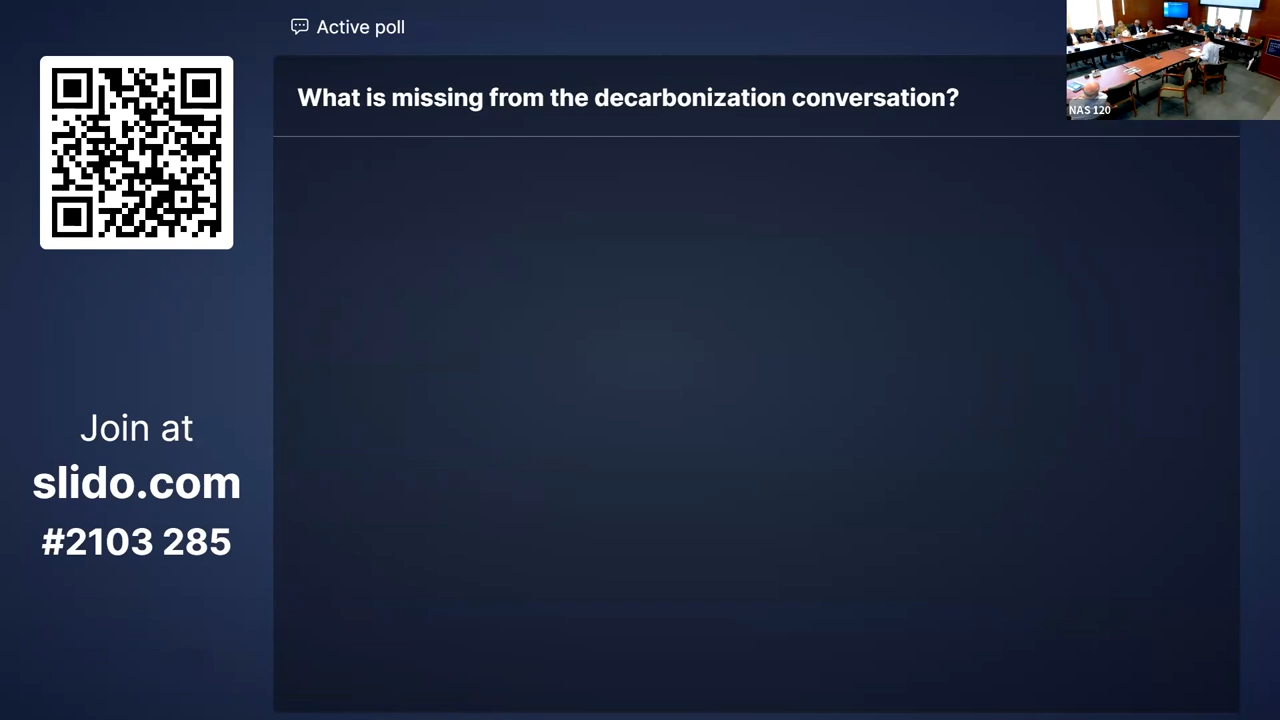 Active poll
What is missing from the decarbonization conversation?
NAS 120
Join at
slido.com
#2103 285